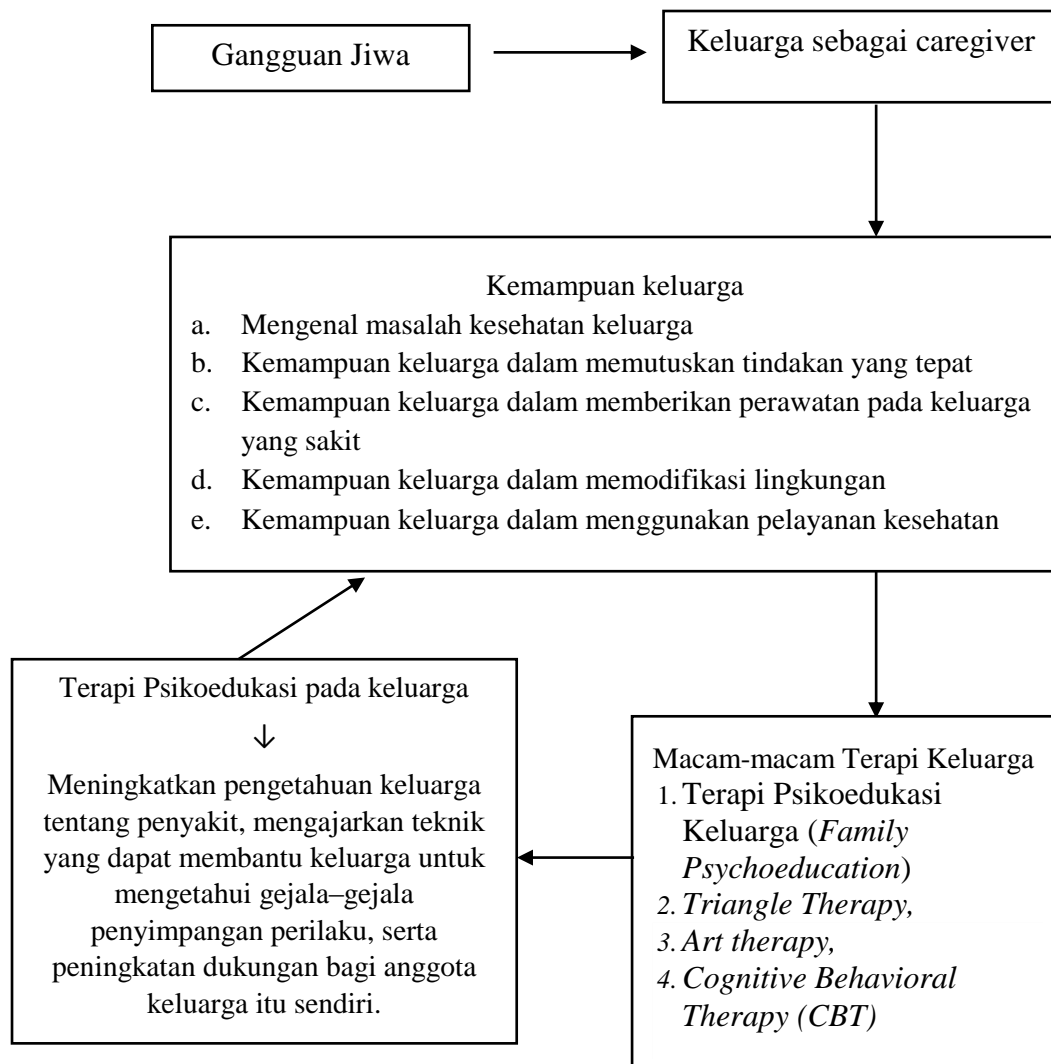 Gangguan Jiwa
Keluarga sebagai caregiver
Kemampuan keluarga
a. Mengenal masalah kesehatan keluarga
b. Kemampuan keluarga dalam memutuskan tindakan yang tepat
c. Kemampuan keluarga dalam memberikan perawatan pada keluarga
yang sakit
d. Kemampuan keluarga dalam memodifikasi lingkungan
e. Kemampuan keluarga dalam menggunakan pelayanan kesehatan
Terapi Psikoedukasi pada keluarga
↓
Meningkatkan pengetahuan keluarga
tentang penyakit, mengajarkan teknik
yang dapat membantu keluarga untuk
mengetahui gejala–gejala
penyimpangan perilaku, serta
peningkatan dukungan bagi anggota
keluarga itu sendiri.
Macam-macam Terapi Keluarga
1. Terapi Psikoedukasi
Keluarga (Family
Psychoeducation)
2. Triangle Therapy,
3. Art therapy,
4. Cognitive Behavioral
Therapy (CBT)